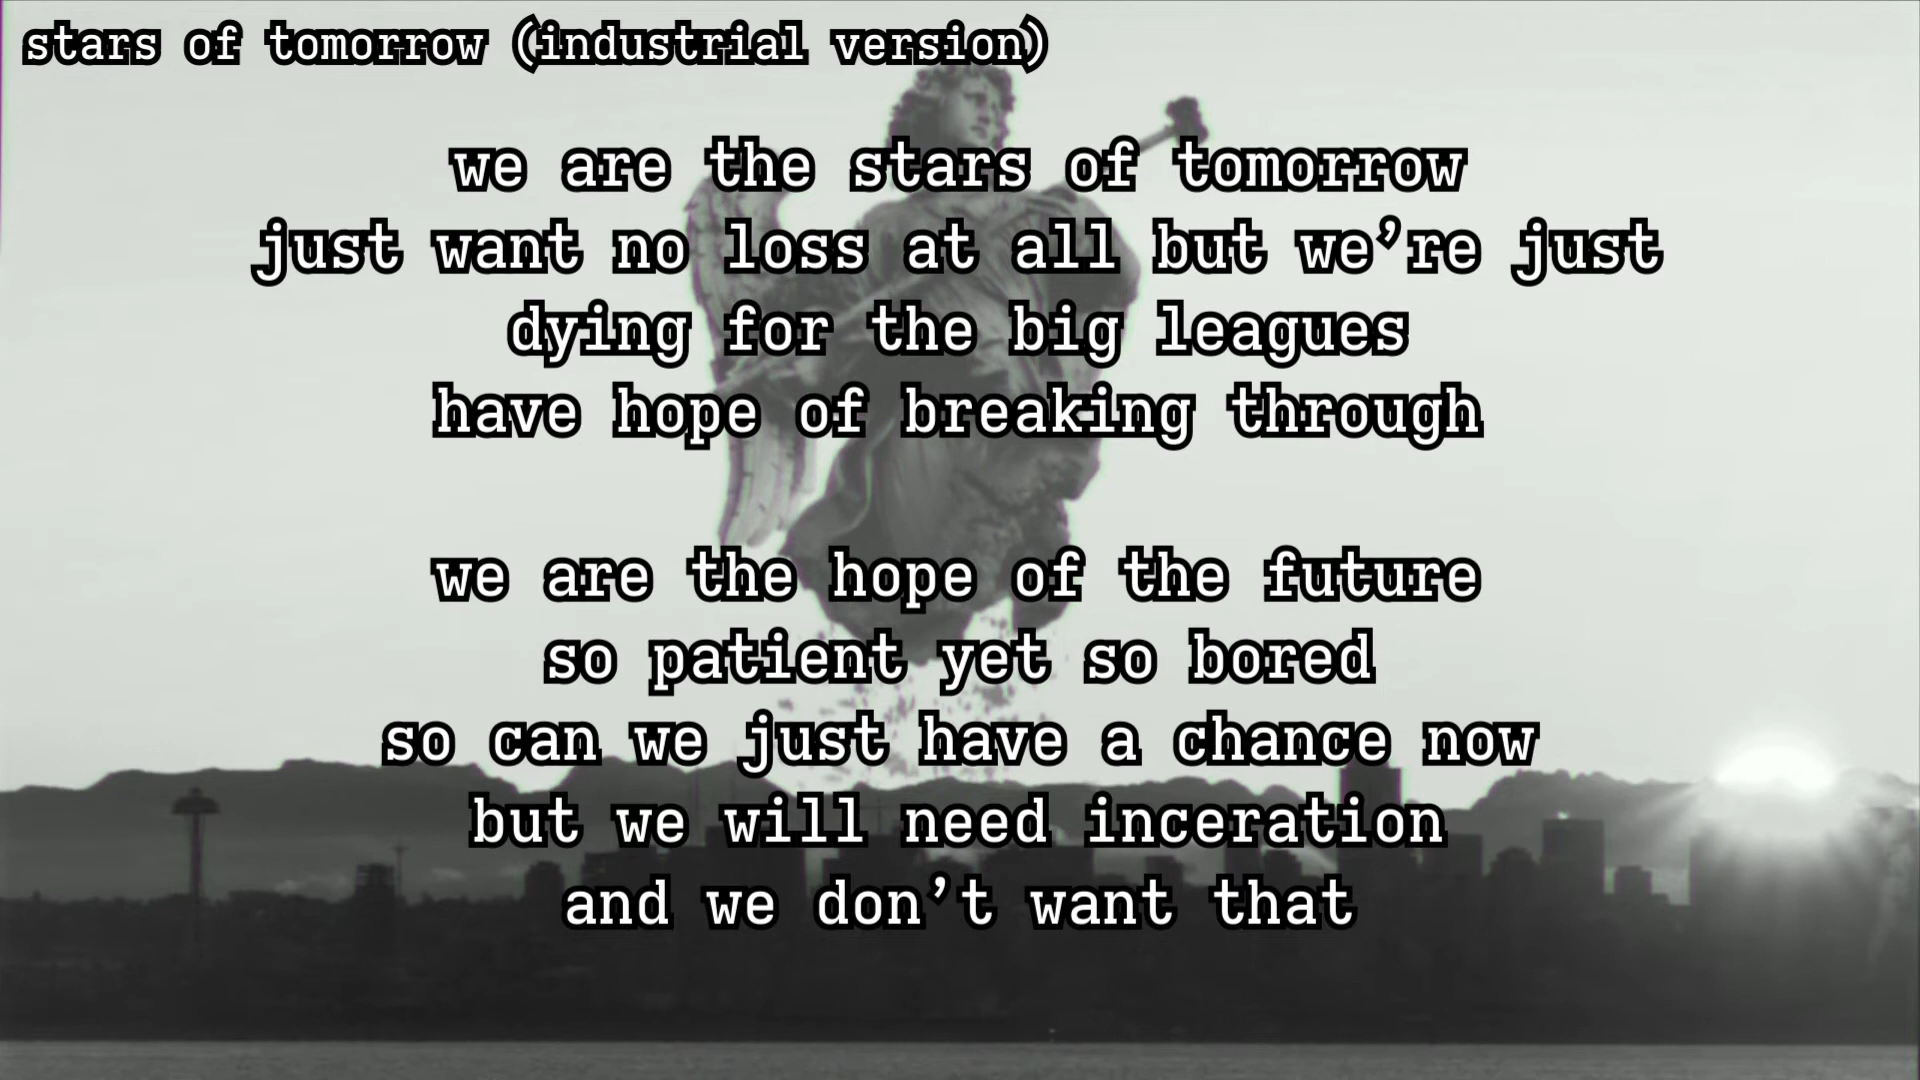 stars of tomorrow (industrial version)
we are the stars of tomorrow
just want no loss at all but we’re just
dying for the big leagues
have hope of breaking through
we are the hope of the future
so patient yet so bored
so can we just have a chance now
but we will need inceration
and we don’t want that